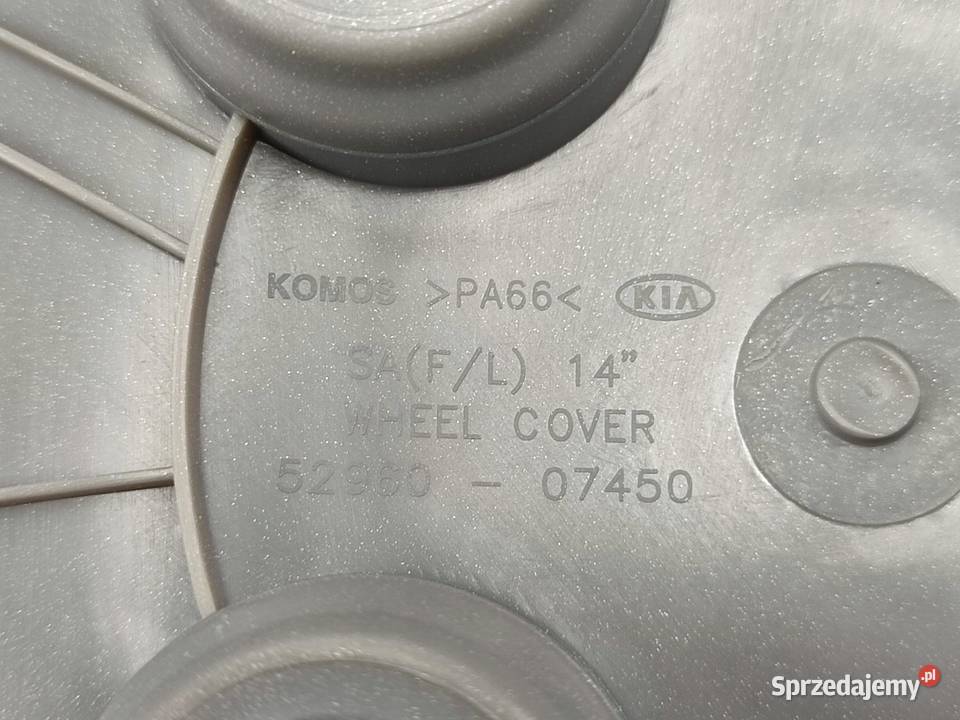 KOMOS >PA66< KIA
SA(F/L) 14”
WHEEL COVER
52960 - 07450
Sprzedajemy.pl